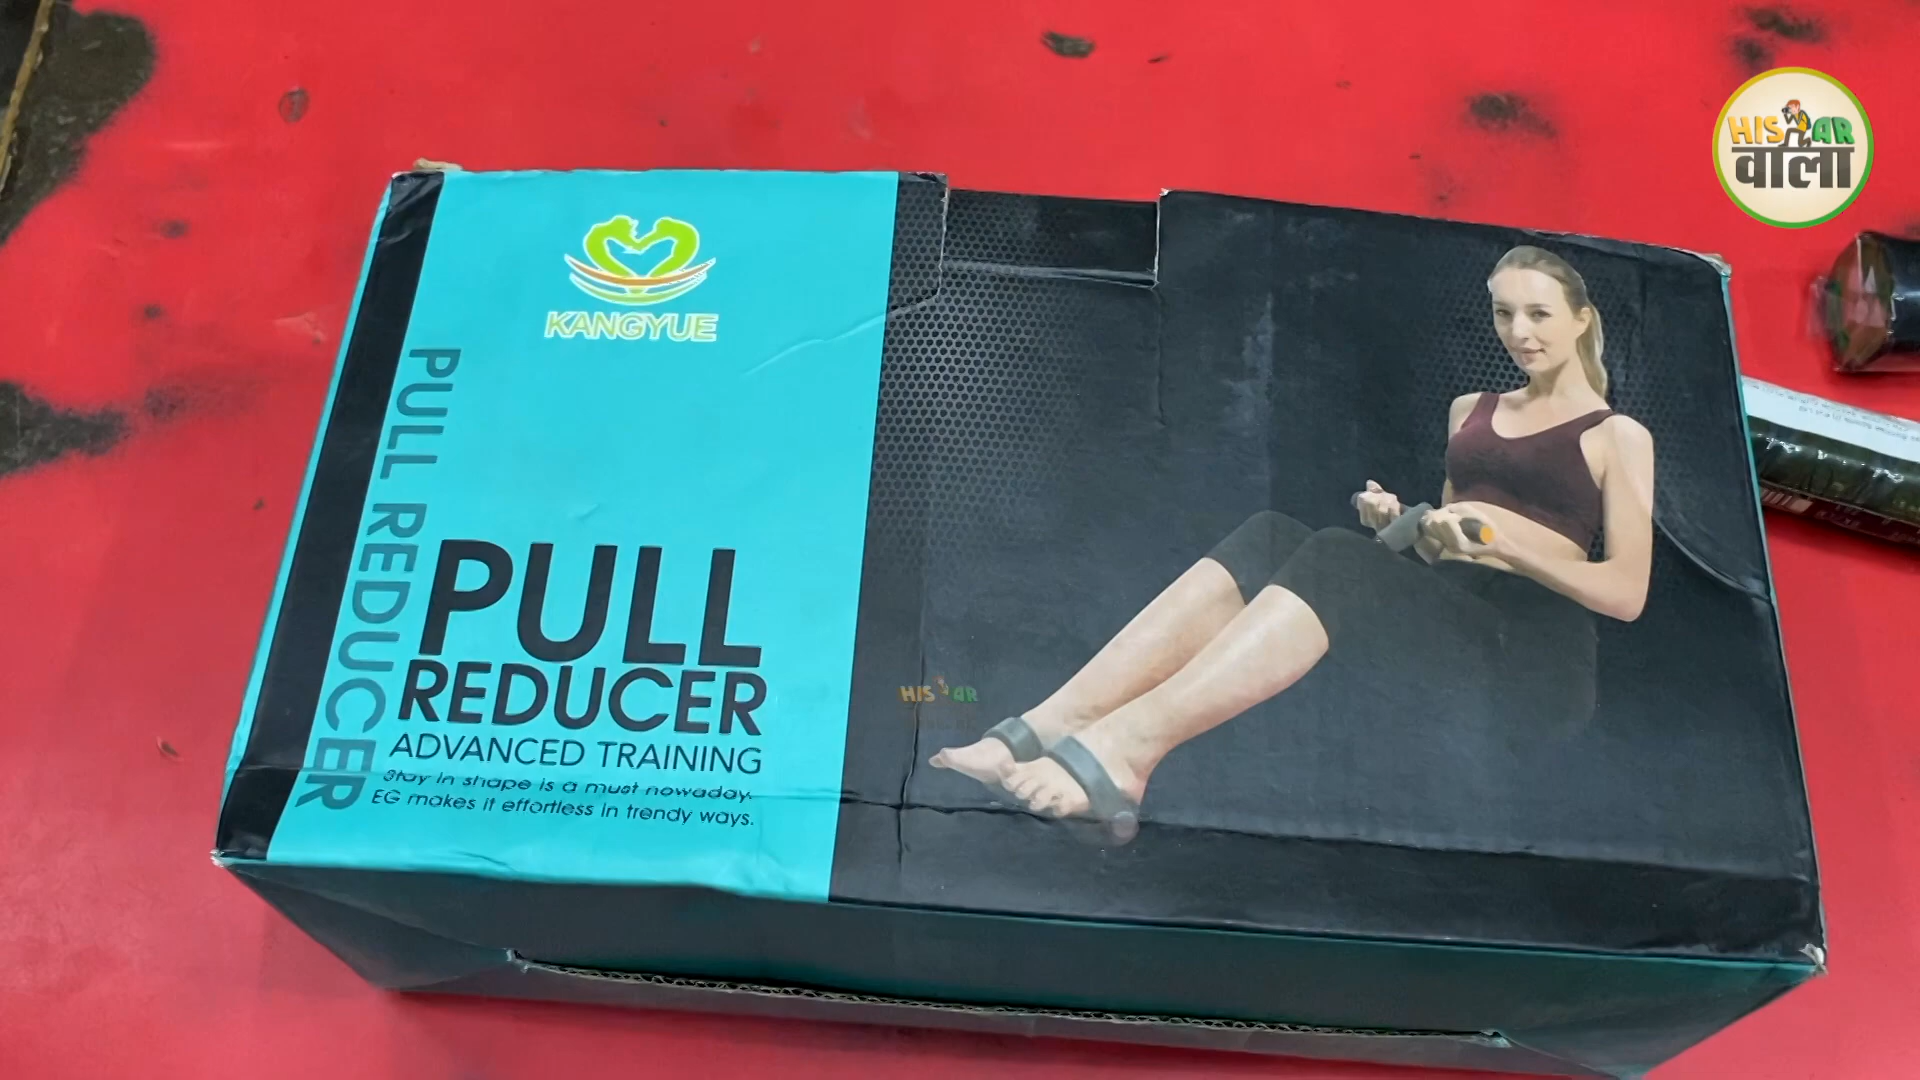 HISAR
वाला
KANGYUE
PULL REDUCER
PULL
REDUCER
ADVANCED TRAINING
Stay in shape is a must nowaday.
EG makes it effortless in trendy ways.
HISAR